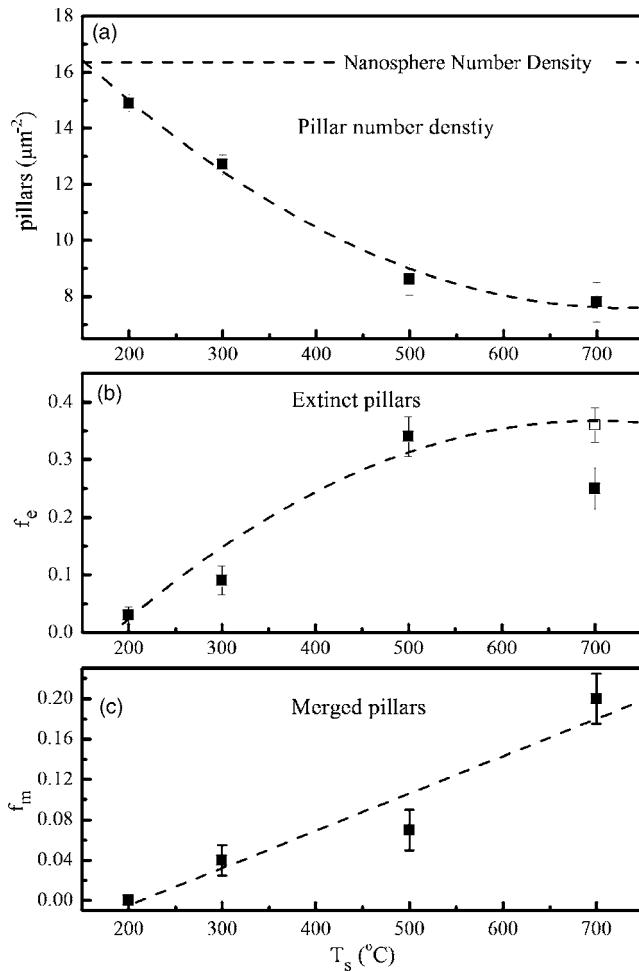 (a)
18
16
14
12
10
8
pillars (μm⁻²)
Nanosphere Number Density
Pillar number denstiy
200 300 400 500 600 700
(b)
0.4
0.3
0.2
0.1
0.0
f_e
Extinct pillars
200 300 400 500 600 700
(c)
0.20
0.16
0.12
0.08
0.04
0.00
f_m
Merged pillars
200 300 400 500 600 700
T_s (°C)